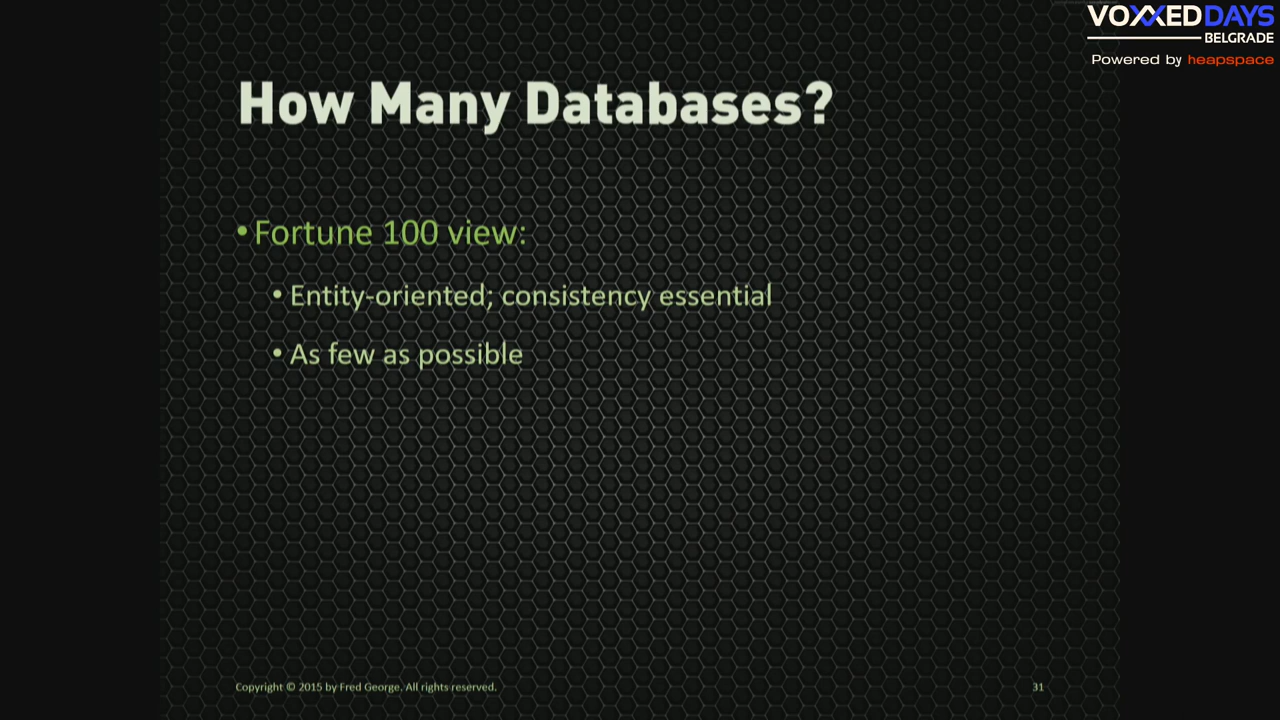 VOXXEDDAYS
BELGRADE
Powered by heapspace
How Many Databases?
• Fortune 100 view:
• Entity-oriented; consistency essential
• As few as possible
Copyright © 2015 by Fred George. All rights reserved.
31